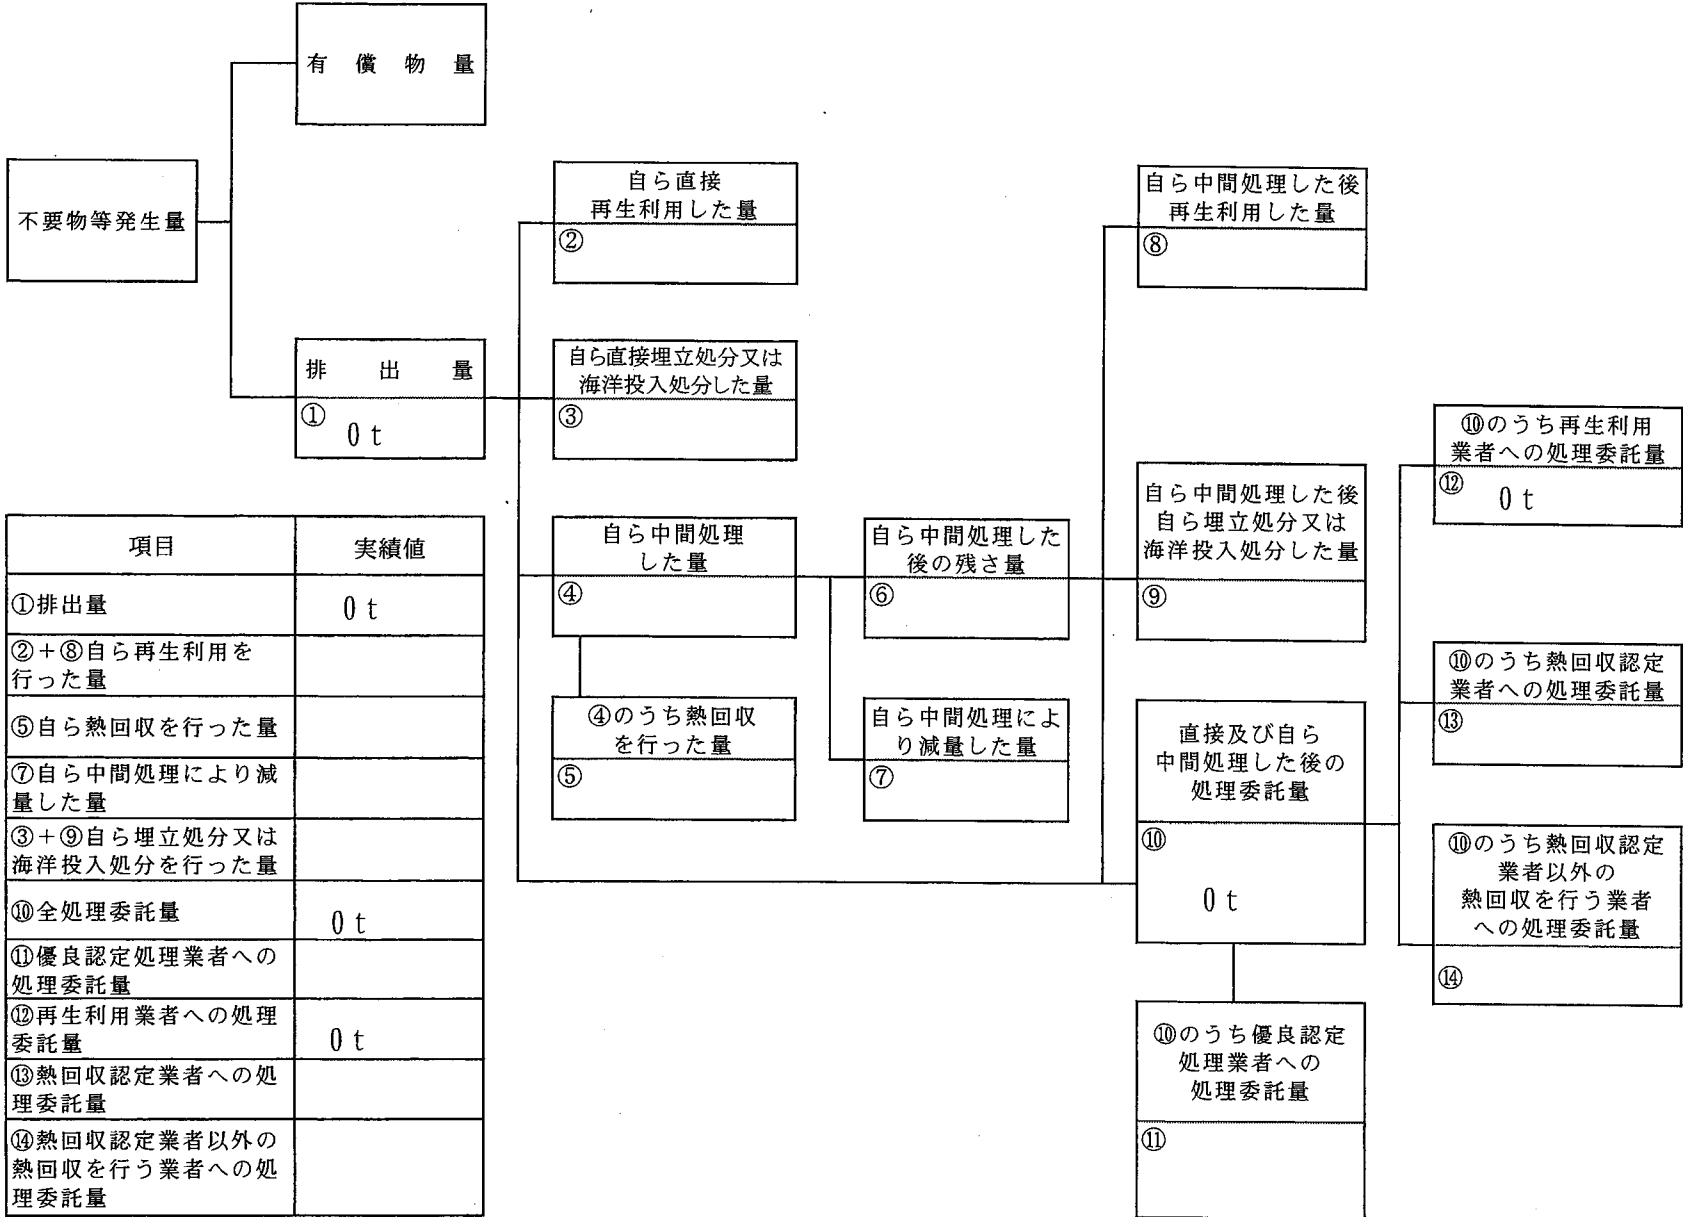 有償物量
不要物等発生量
排出量
①
0 t
自ら直接
再生利用した量
②
自ら直接埋立処分又は
海洋投入処分した量
③
自ら中間処理
した量
④
④のうち熱回収
を行った量
⑤
自ら中間処理した
後の残さ量
⑥
自ら中間処理によ
り減量した量
⑦
自ら中間処理した後
再生利用した量
⑧
自ら中間処理した後
自ら埋立処分又は
海洋投入処分した量
⑨
直接及び自ら
中間処理した後の
処理委託量
⑩
0 t
⑩のうち優良認定
処理業者への
処理委託量
⑪
⑩のうち再生利用
業者への処理委託量
⑫
0 t
⑩のうち熱回収認定
業者への処理委託量
⑬
⑩のうち熱回収認定
業者以外の
熱回収を行う業者
への処理委託量
⑭
項目 実績値
①排出量 0 t
②+⑧自ら再生利用を
行った量
⑤自ら熱回収を行った量
⑦自ら中間処理により減
量した量
③+⑨自ら埋立処分又は
海洋投入処分を行った量
⑩全処理委託量 0 t
⑪優良認定処理業者への
処理委託量
⑫再生利用業者への処理
委託量 0 t
⑬熱回収認定業者への処
理委託量
⑭熱回収認定業者以外の
熱回収を行う業者への処
理委託量